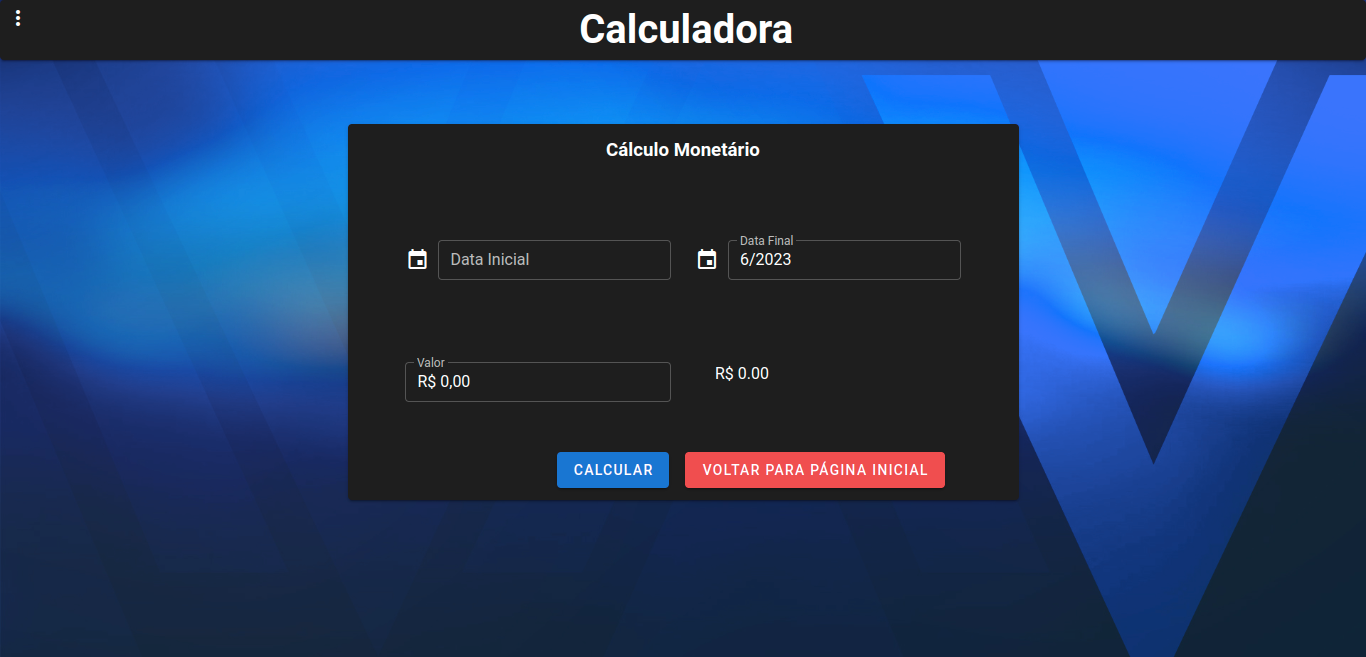 Calculadora
Cálculo Monetário
Data Inicial
Data Final
6/2023
Valor
R$ 0,00
R$ 0.00
CALCULAR
VOLTAR PARA PÁGINA INICIAL